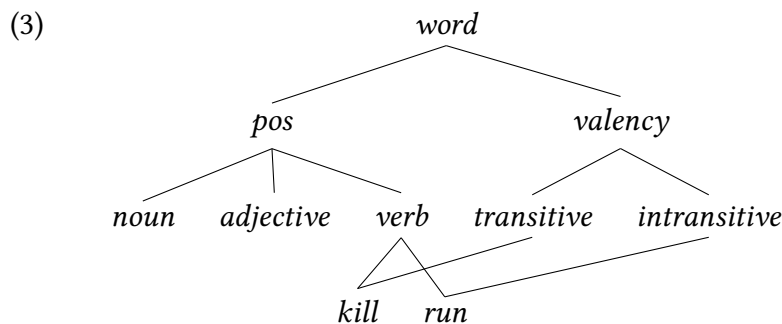 (3) word
pos valency
noun adjective verb transitive intransitive
kill run